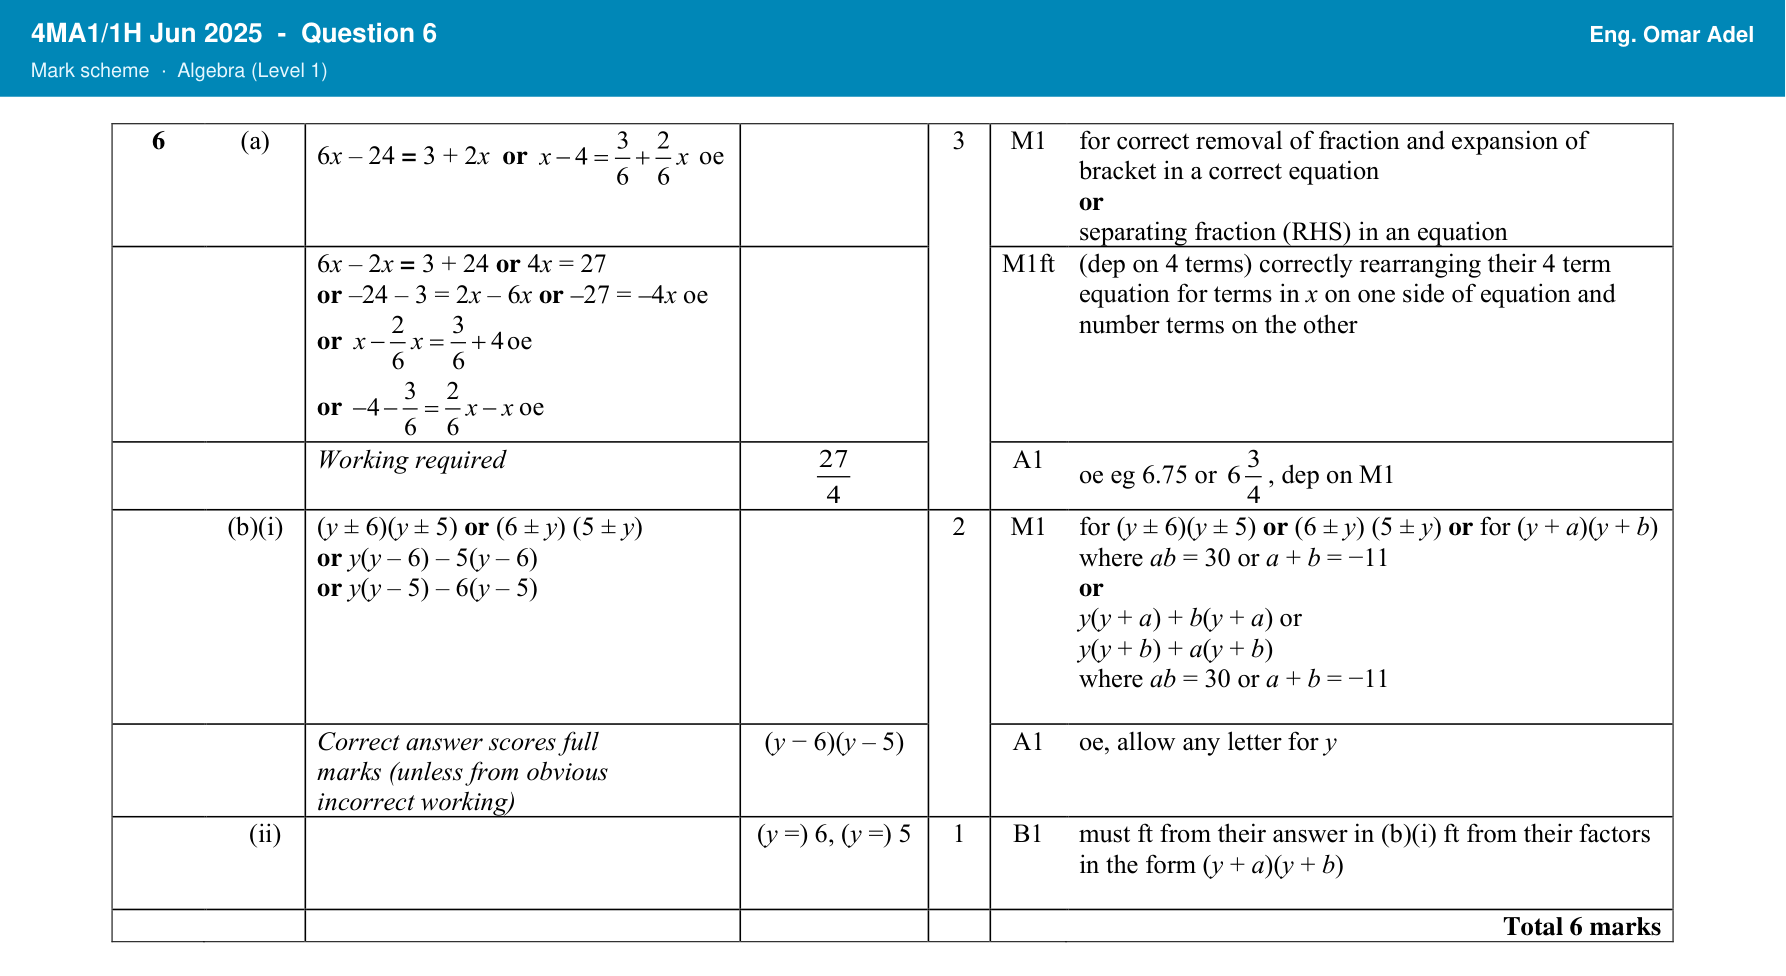 4MA1/1H Jun 2025 - Question 6
Eng. Omar Adel
Mark scheme · Algebra (Level 1)
6 (a) 6x – 24 = 3 + 2x or x − 4 = 3/6 + 2/6 x oe 3 M1 for correct removal of fraction and expansion of
bracket in a correct equation
or
separating fraction (RHS) in an equation
6x – 2x = 3 + 24 or 4x = 27 M1ft (dep on 4 terms) correctly rearranging their 4 term
or –24 – 3 = 2x – 6x or –27 = –4x oe equation for terms in x on one side of equation and
or x − 2/6 x = 3/6 + 4 oe number terms on the other
or −4 − 3/6 = 2/6 x − x oe
Working required 27/4 A1 oe eg 6.75 or 6 3/4 , dep on M1
(b)(i) (y ± 6)(y ± 5) or (6 ± y) (5 ± y) 2 M1 for (y ± 6)(y ± 5) or (6 ± y) (5 ± y) or for (y + a)(y + b)
or y(y – 6) – 5(y – 6) where ab = 30 or a + b = −11
or y(y – 5) – 6(y – 5) or
y(y + a) + b(y + a) or
y(y + b) + a(y + b)
where ab = 30 or a + b = −11
Correct answer scores full (y − 6)(y – 5) A1 oe, allow any letter for y
marks (unless from obvious
incorrect working)
(ii) (y =) 6, (y =) 5 1 B1 must ft from their answer in (b)(i) ft from their factors
in the form (y + a)(y + b)
Total 6 marks